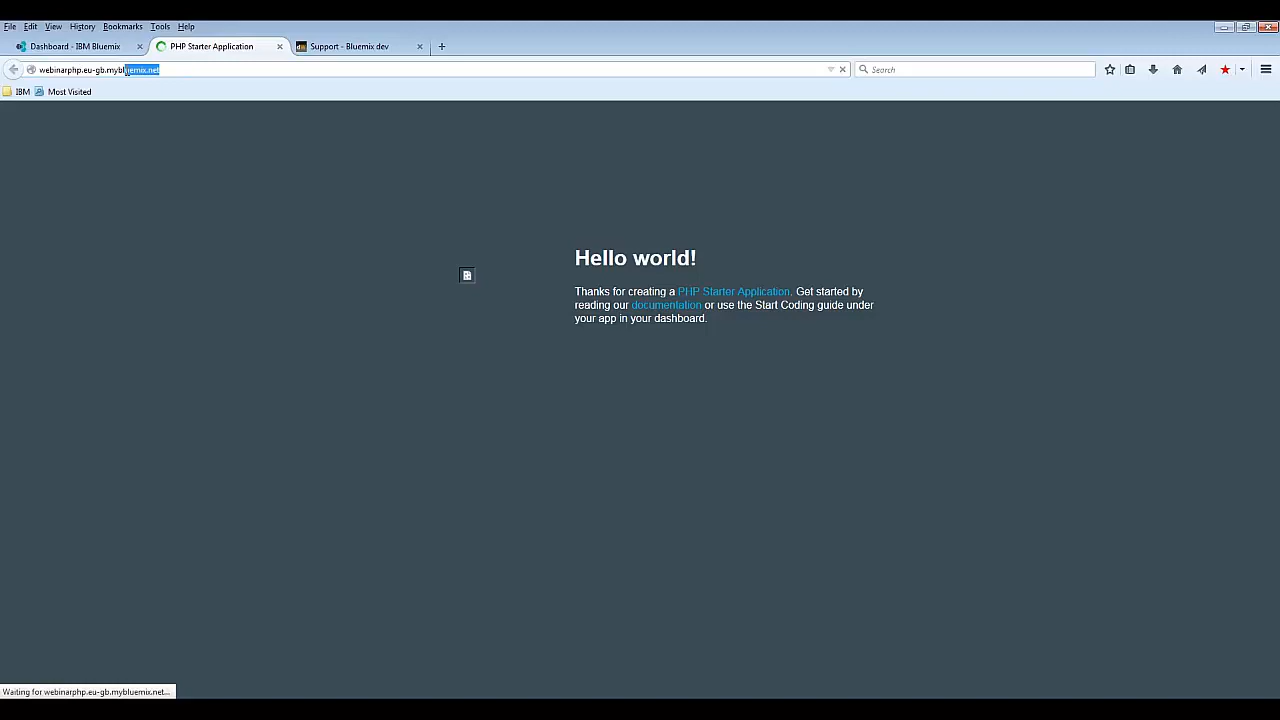 File Edit View History Bookmarks Tools Help
Dashboard - IBM Bluemix PHP Starter Application Support - Bluemix dev
webinarphp.eu-gb.mybluemix.net Search
IBM Most Visited
Hello world!
Thanks for creating a PHP Starter Application. Get started by
reading our documentation or use the Start Coding guide under
your app in your dashboard.
Waiting for webinarphp.eu-gb.mybluemix.net...